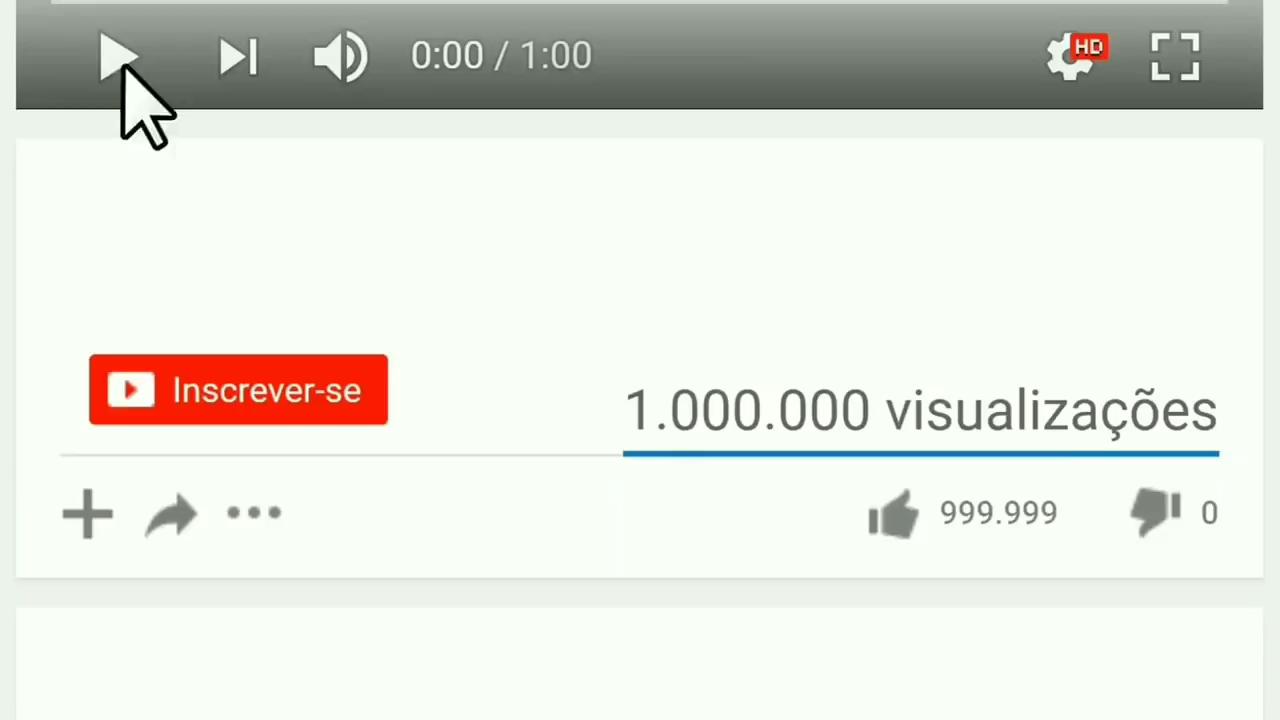 0:00 / 1:00
HD
Inscrever-se
1.000.000 visualizações
999.999
0